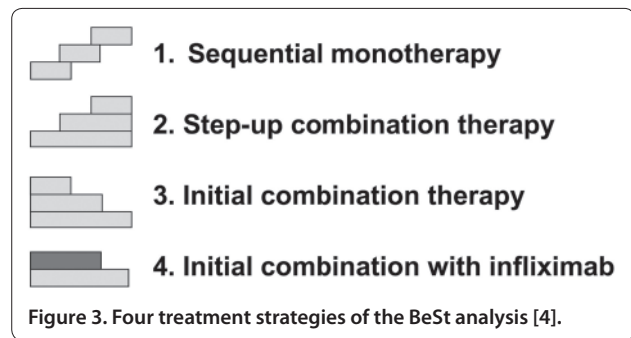 1. Sequential monotherapy
2. Step-up combination therapy
3. Initial combination therapy
4. Initial combination with infliximab
Figure 3. Four treatment strategies of the BeSt analysis [4].